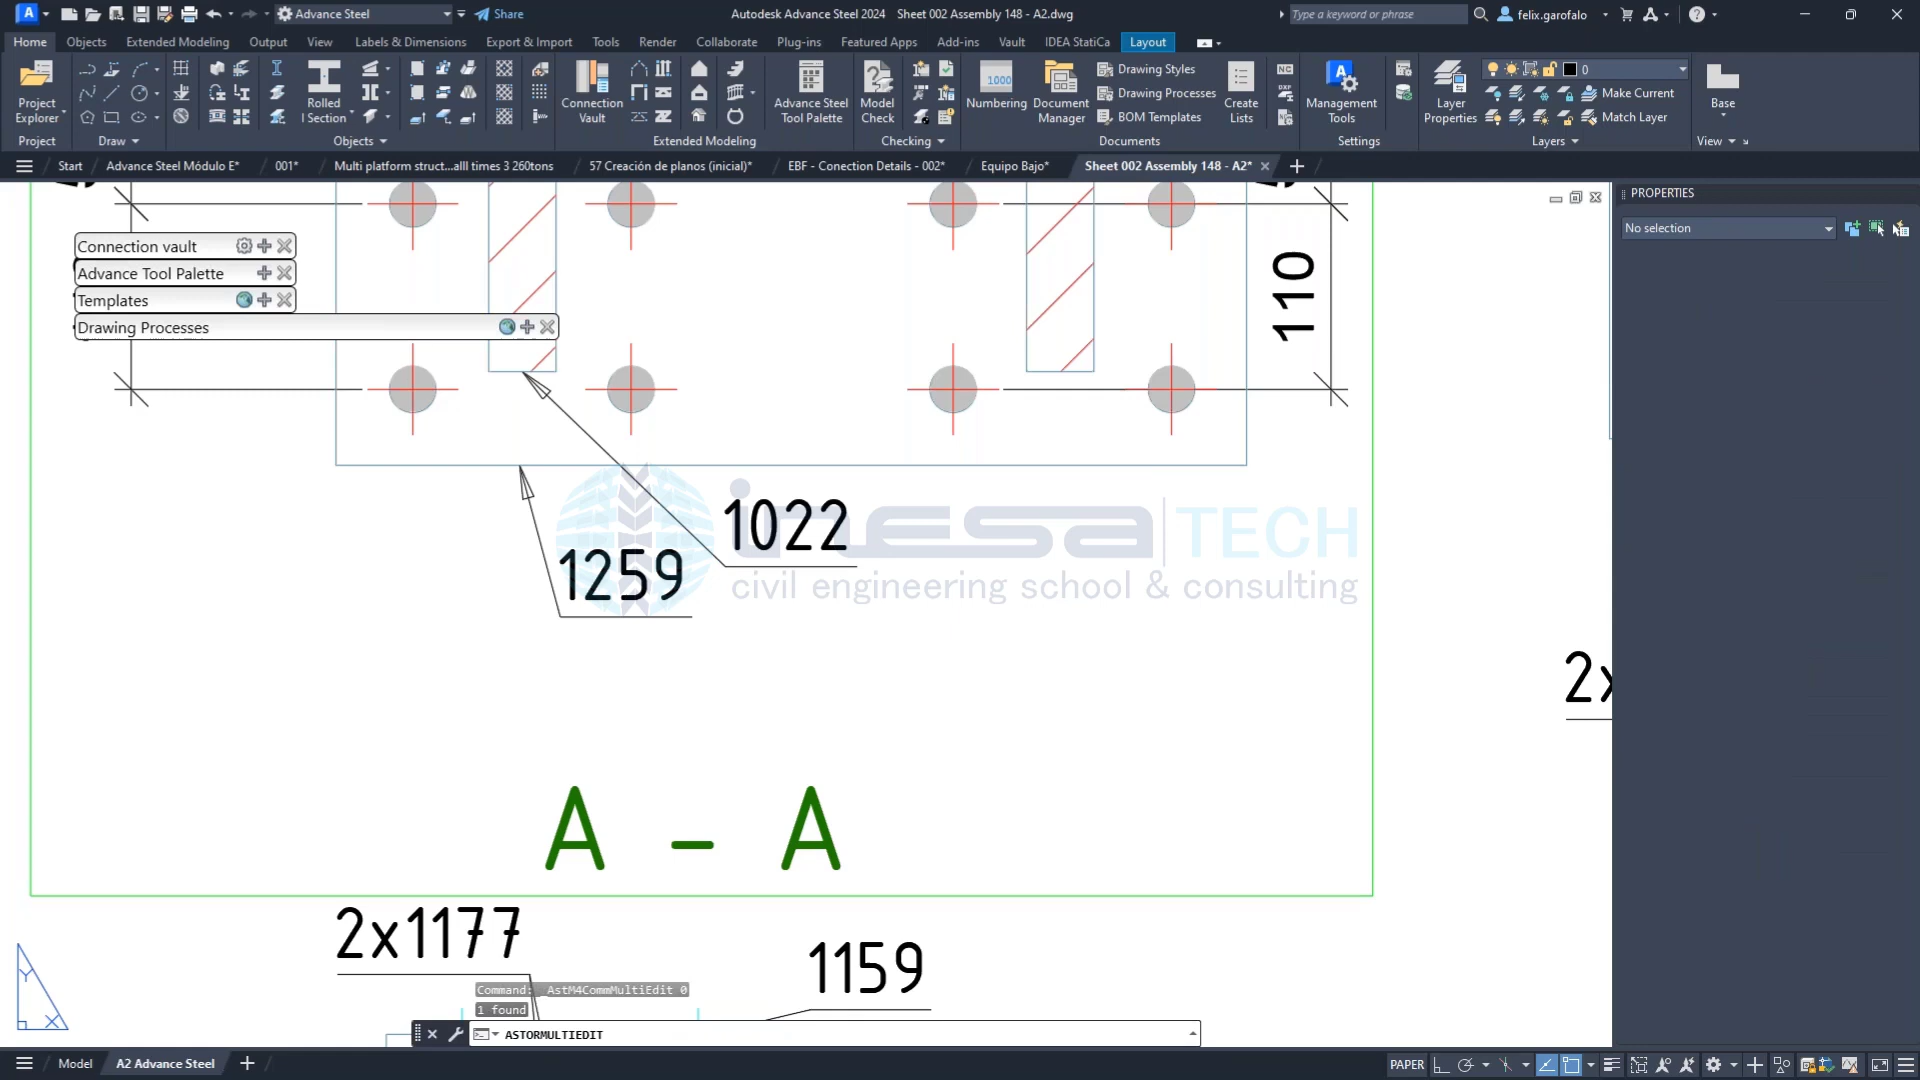 Advance Steel
Share
Autodesk Advance Steel 2024 Sheet 002 Assembly 148 - A2.dwg
Type a keyword or phrase
felix.garofalo
Home Objects Extended Modeling Output View Labels & Dimensions Export & Import Tools Render Collaborate Plug-ins Featured Apps Add-ins Vault IDEA StatiCa Layout
Project Explorer
Rolled I Section
Connection Vault
Advance Steel Tool Palette
Model Check
1000
Numbering
Document Manager
Drawing Styles
Drawing Processes
BOM Templates
Create Lists
NC
DXF
Management Tools
Layer Properties
0
Make Current
Match Layer
Base
Project Draw Objects Extended Modeling Checking Documents Settings Layers View
Start Advance Steel Módulo E* 001* Multi platform struct...alll times 3 260tons 57 Creación de planos (inicial)* EBF - Conection Details - 002* Equipo Bajo* Sheet 002 Assembly 148 - A2*
PROPERTIES
No selection
Connection vault
Advance Tool Palette
Templates
Drawing Processes
110
1022
1259
inesa TECH
civil engineering school & consulting
2x
A - A
2x1177
1159
Y
X
Command: AstM4CommMultiEdit 0
1 found
ASTORMULTIEDIT
Model A2 Advance Steel
PAPER